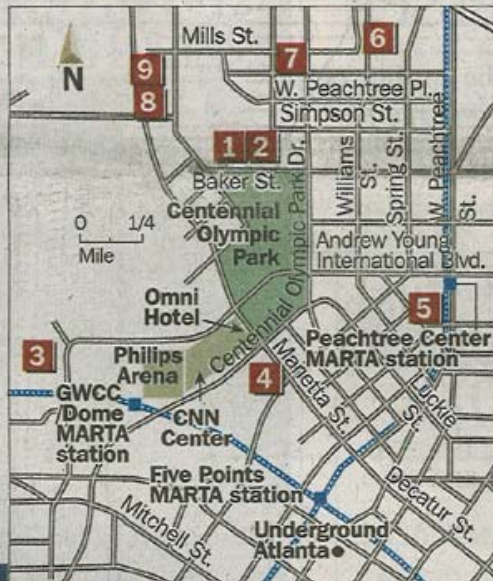 Mills St.
6
7
9
N
W. Peachtree Pl.
8
Simpson St.
1 2
Baker St.
Centennial Olympic Park Dr.
Williams St.
Spring St.
W. Peachtree St.
0 1/4
Mile
Centennial
Olympic
Park
Andrew Young
International Blvd.
Omni
Hotel
5
3
Philips
Arena
Peachtree Center
MARTA station
4
Marietta St.
Luckie St.
GWCC/
Dome
MARTA
station
CNN
Center
Five Points
MARTA station
Decatur St.
Mitchell St.
Underground
Atlanta